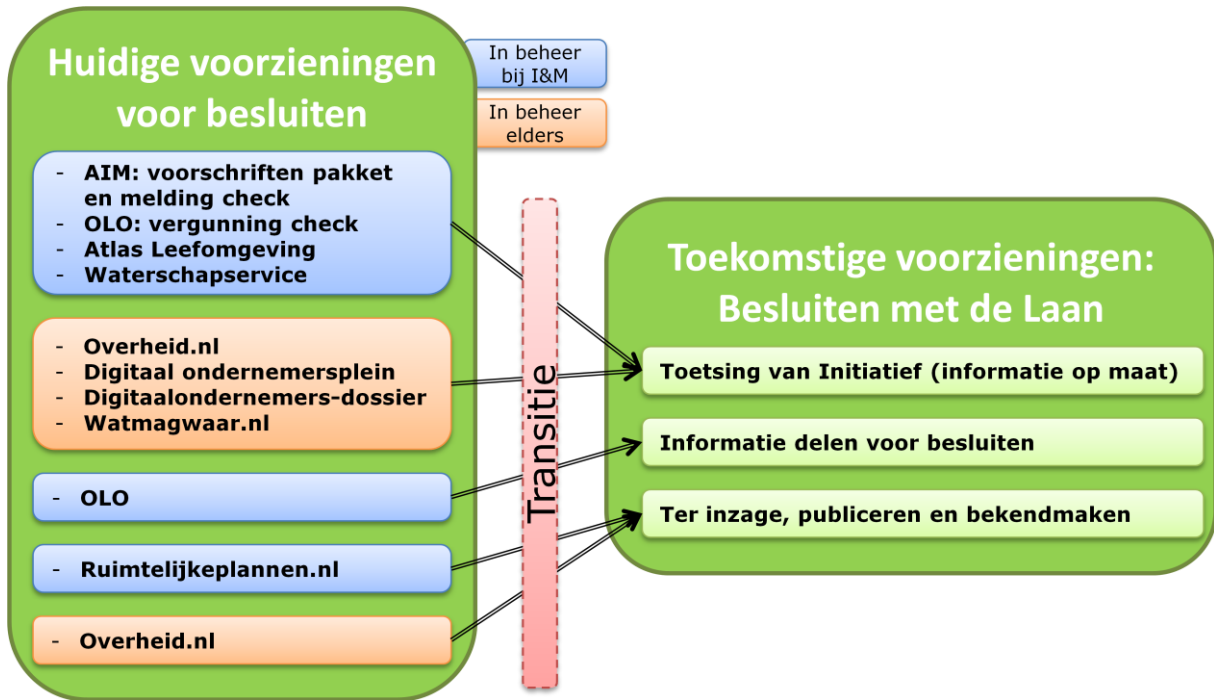 Huidige voorzieningen
voor besluiten
In beheer
bij I&M
In beheer
elders
- AIM: voorschriften pakket
en melding check
- OLO: vergunning check
- Atlas Leefomgeving
- Waterschapservice
- Overheid.nl
- Digitaal ondernemersplein
- Digitaalondernemers-dossier
- Watmagwaar.nl
- OLO
- Ruimtelijkeplannen.nl
- Overheid.nl
Transitie
Toekomstige voorzieningen:
Besluiten met de Laan
Toetsing van Initiatief (informatie op maat)
Informatie delen voor besluiten
Ter inzage, publiceren en bekendmaken